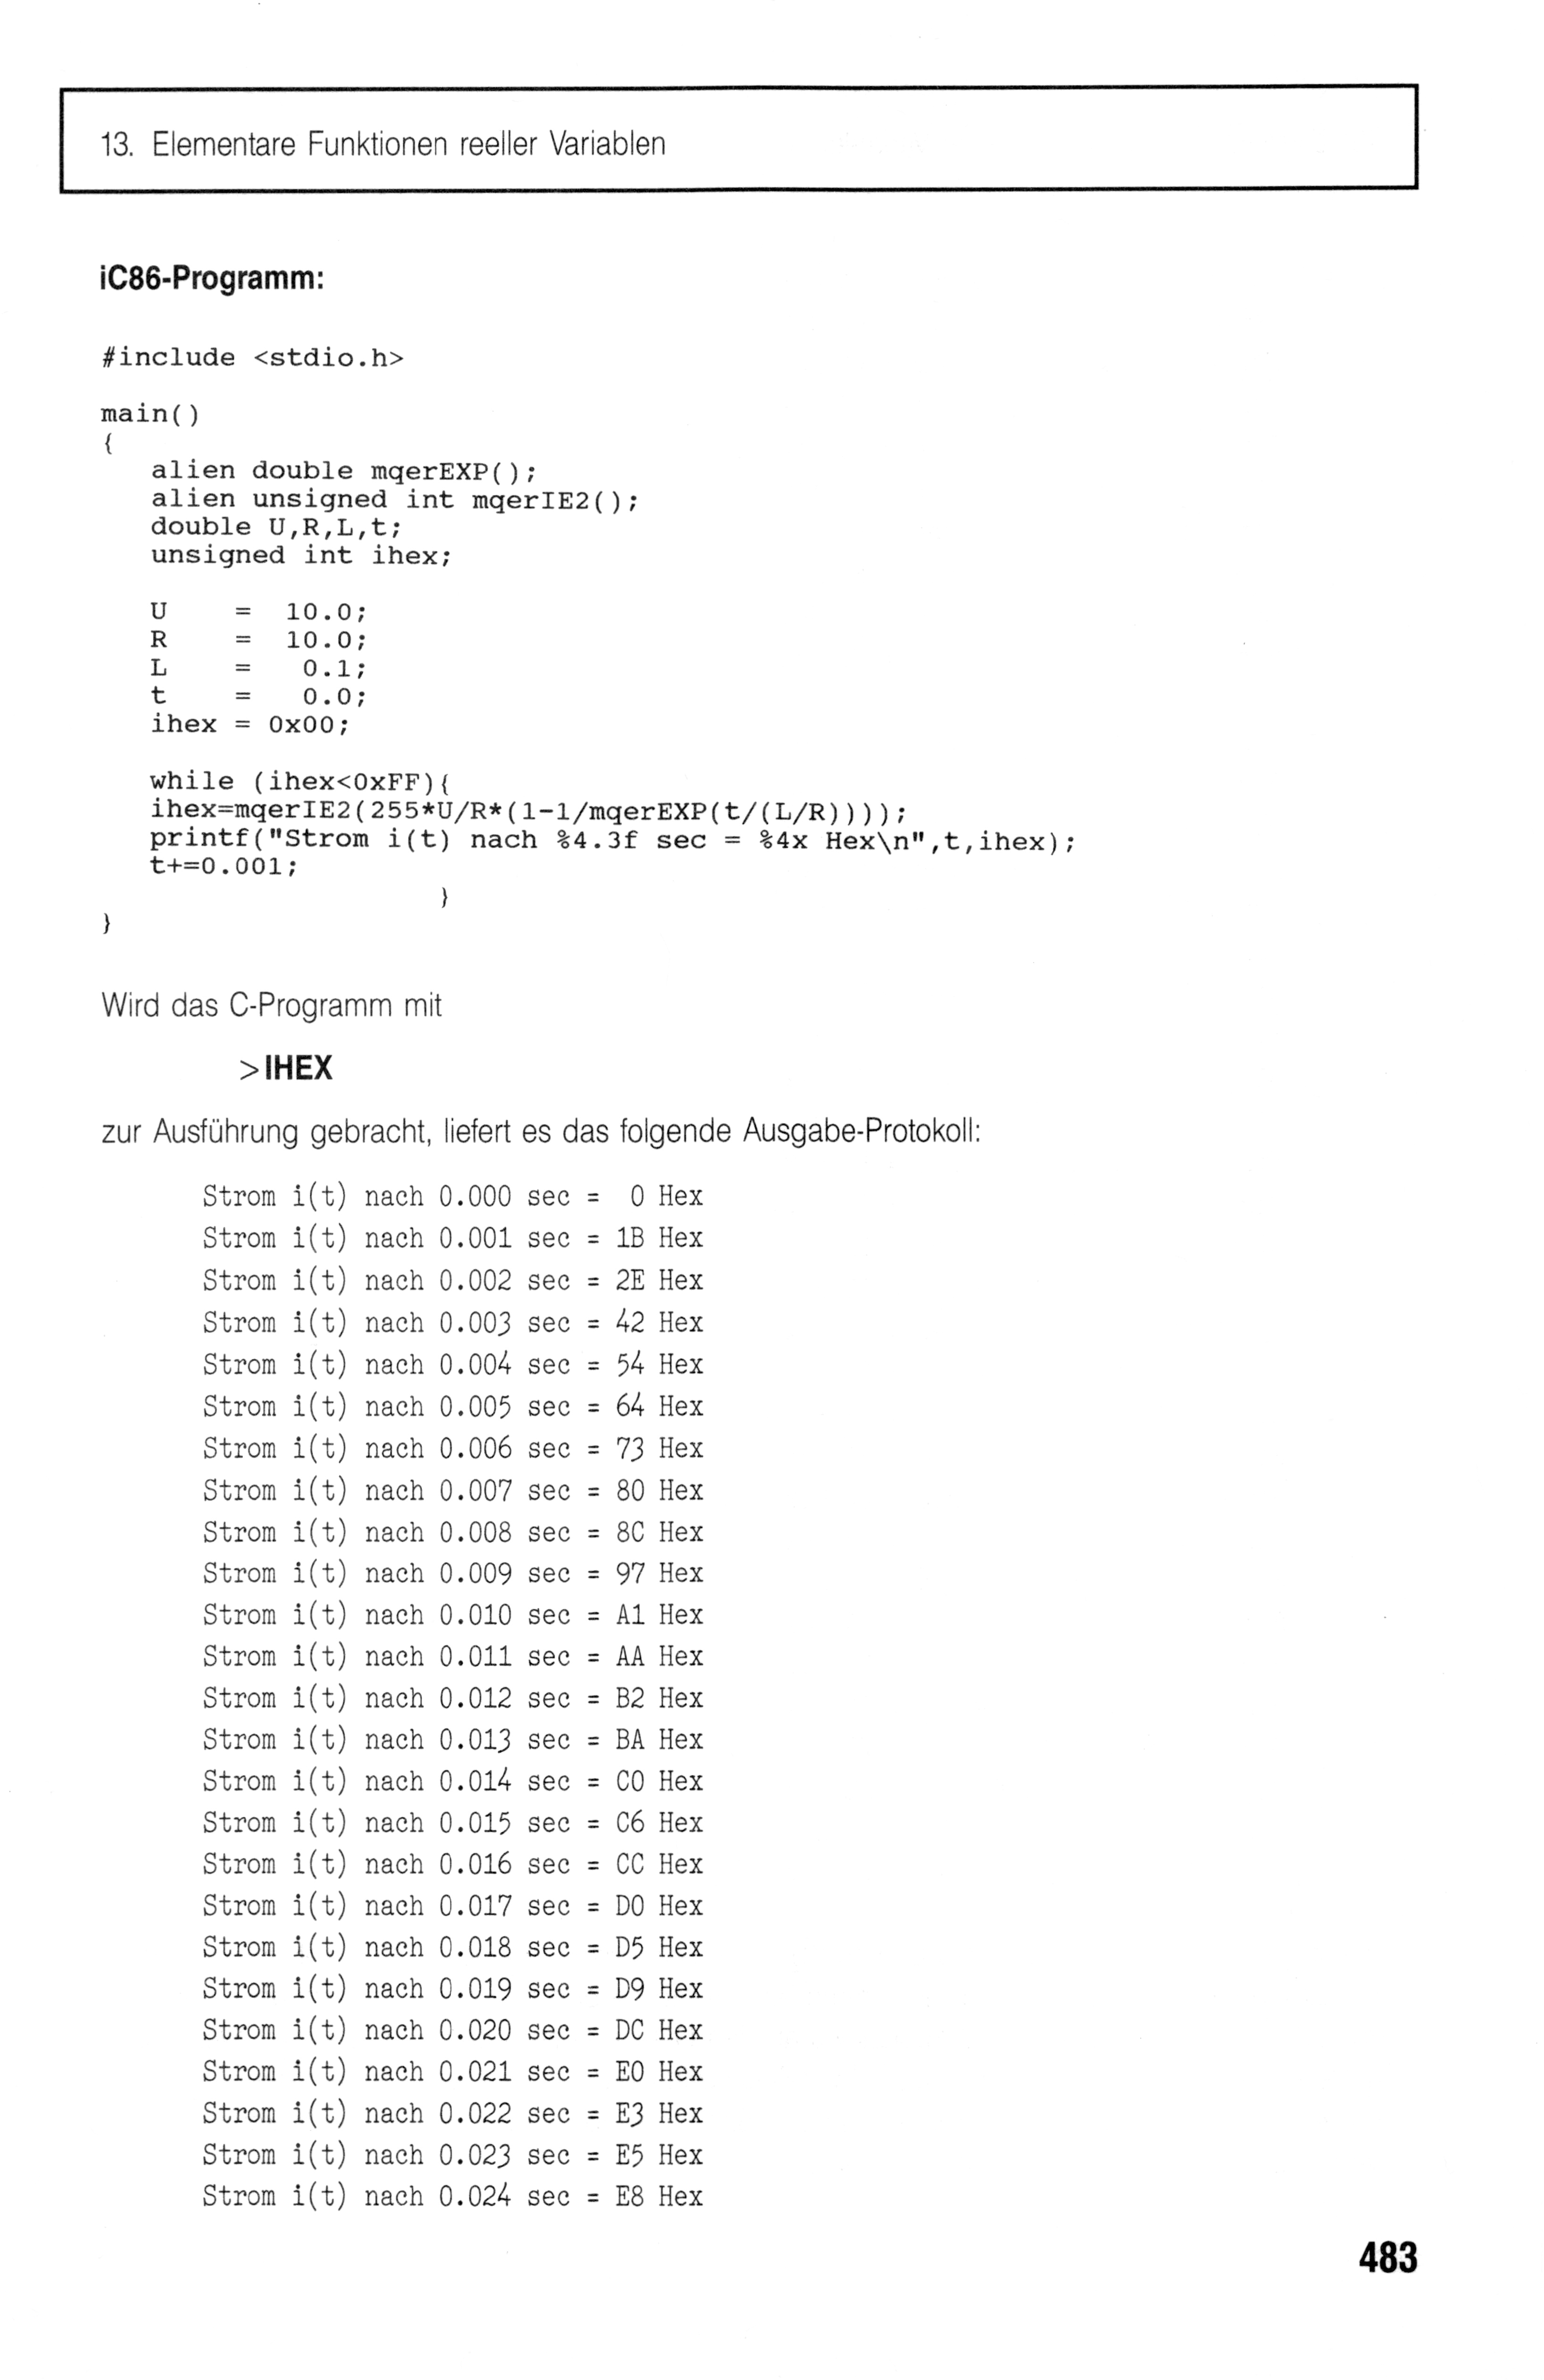 13. Elementare Funktionen reeller Variablen
iC86-Programm:
#include <stdio.h>
main()
{
alien double mqerEXP();
alien unsigned int mqerIE2();
double U,R,L,t;
unsigned int ihex;
U = 10.0;
R = 10.0;
L = 0.1;
t = 0.0;
ihex = 0x00;
while (ihex<0xFF){
ihex=mqerIE2(255*U/R*(1-1/mqerEXP(t/(L/R))));
printf("Strom i(t) nach %4.3f sec = %4x Hex\n",t,ihex);
t+=0.001;
}
}
Wird das C-Programm mit
>IHEX
zur Ausführung gebracht, liefert es das folgende Ausgabe-Protokoll:
Strom i(t) nach 0.000 sec = 0 Hex
Strom i(t) nach 0.001 sec = 1B Hex
Strom i(t) nach 0.002 sec = 2E Hex
Strom i(t) nach 0.003 sec = 42 Hex
Strom i(t) nach 0.004 sec = 54 Hex
Strom i(t) nach 0.005 sec = 64 Hex
Strom i(t) nach 0.006 sec = 73 Hex
Strom i(t) nach 0.007 sec = 80 Hex
Strom i(t) nach 0.008 sec = 8C Hex
Strom i(t) nach 0.009 sec = 97 Hex
Strom i(t) nach 0.010 sec = A1 Hex
Strom i(t) nach 0.011 sec = AA Hex
Strom i(t) nach 0.012 sec = B2 Hex
Strom i(t) nach 0.013 sec = BA Hex
Strom i(t) nach 0.014 sec = C0 Hex
Strom i(t) nach 0.015 sec = C6 Hex
Strom i(t) nach 0.016 sec = CC Hex
Strom i(t) nach 0.017 sec = D0 Hex
Strom i(t) nach 0.018 sec = D5 Hex
Strom i(t) nach 0.019 sec = D9 Hex
Strom i(t) nach 0.020 sec = DC Hex
Strom i(t) nach 0.021 sec = E0 Hex
Strom i(t) nach 0.022 sec = E3 Hex
Strom i(t) nach 0.023 sec = E5 Hex
Strom i(t) nach 0.024 sec = E8 Hex
483